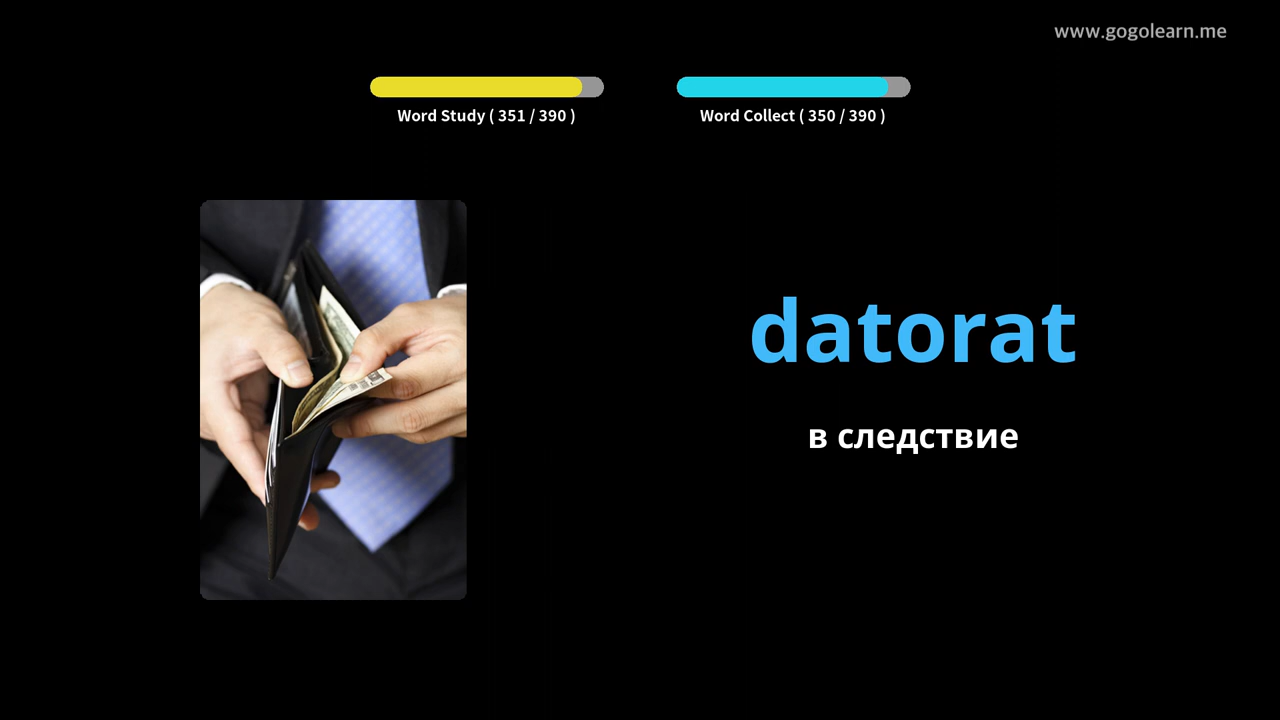 www.gogolearn.me
Word Study ( 351 / 390 )
Word Collect ( 350 / 390 )
datorat
в следствие